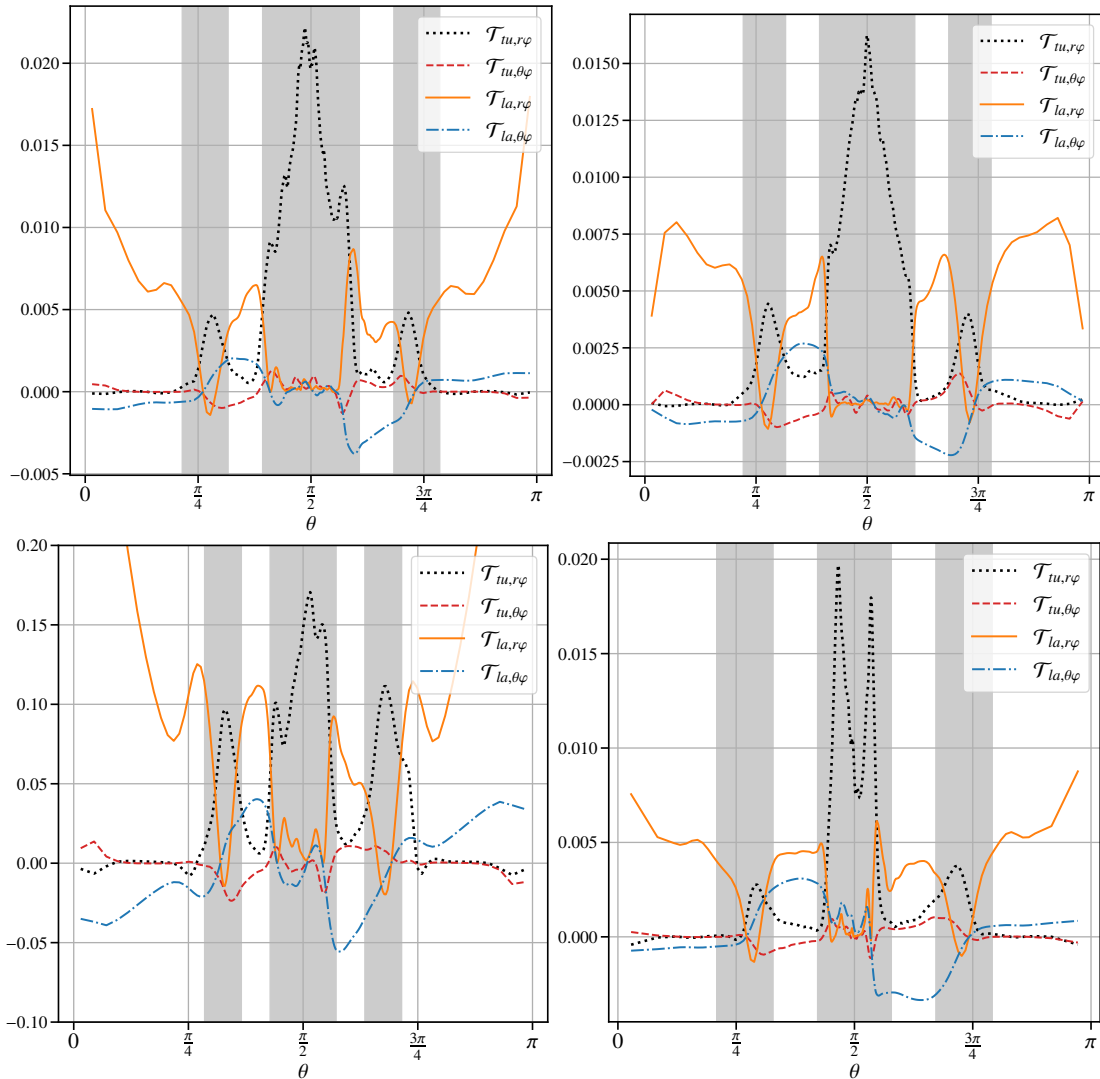 0.020
0.015
0.010
0.005
0.000
−0.005
0
π/4
π/2
3π/4
π
θ
𝒯tu,rφ
𝒯tu,θφ
𝒯la,rφ
𝒯la,θφ
0.0150
0.0125
0.0100
0.0075
0.0050
0.0025
0.0000
−0.0025
0
π/4
π/2
3π/4
π
θ
𝒯tu,rφ
𝒯tu,θφ
𝒯la,rφ
𝒯la,θφ
0.20
0.15
0.10
0.05
0.00
−0.05
−0.10
0
π/4
π/2
3π/4
π
θ
𝒯tu,rφ
𝒯tu,θφ
𝒯la,rφ
𝒯la,θφ
0.020
0.015
0.010
0.005
0.000
0
π/4
π/2
3π/4
π
θ
𝒯tu,rφ
𝒯tu,θφ
𝒯la,rφ
𝒯la,θφ